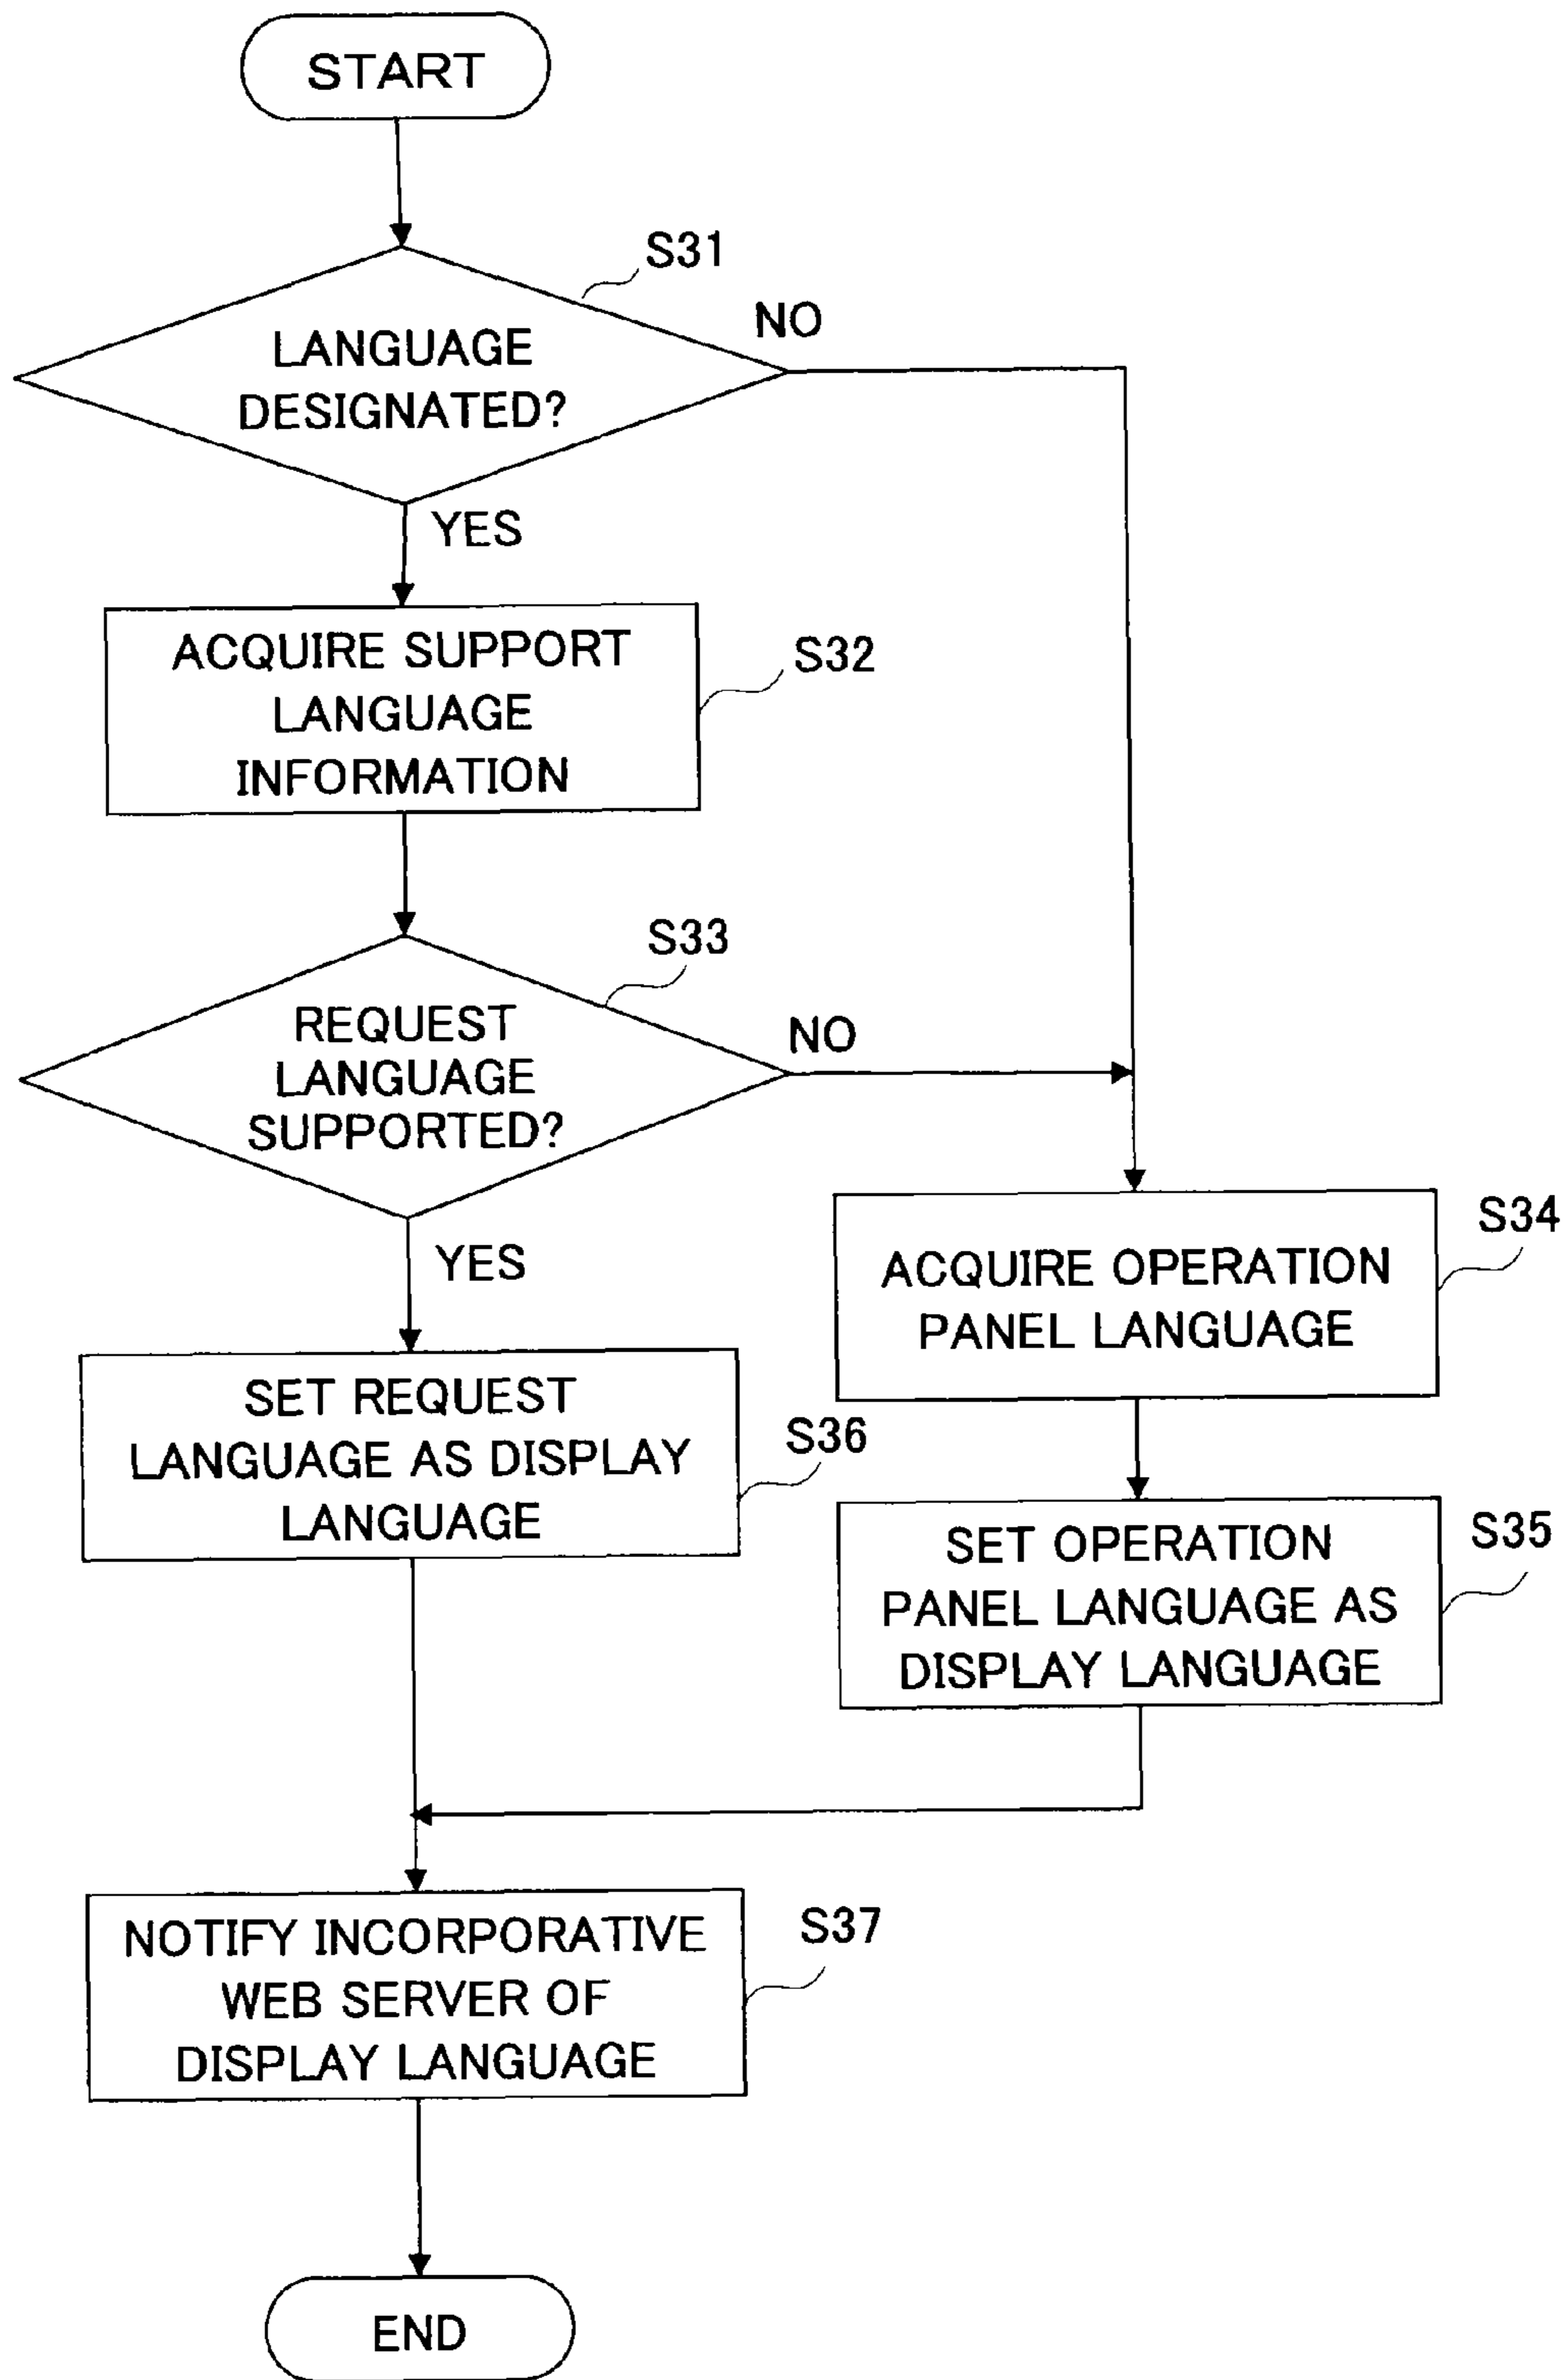 START
S31
NO
LANGUAGE
DESIGNATED?
YES
ACQUIRE SUPPORT
LANGUAGE
INFORMATION
S32
S33
REQUEST
LANGUAGE
SUPPORTED?
NO
YES
S34
ACQUIRE OPERATION
PANEL LANGUAGE
SET REQUEST
LANGUAGE AS DISPLAY
LANGUAGE
S36
S35
SET OPERATION
PANEL LANGUAGE AS
DISPLAY LANGUAGE
NOTIFY INCORPORATIVE
WEB SERVER OF
DISPLAY LANGUAGE
S37
END